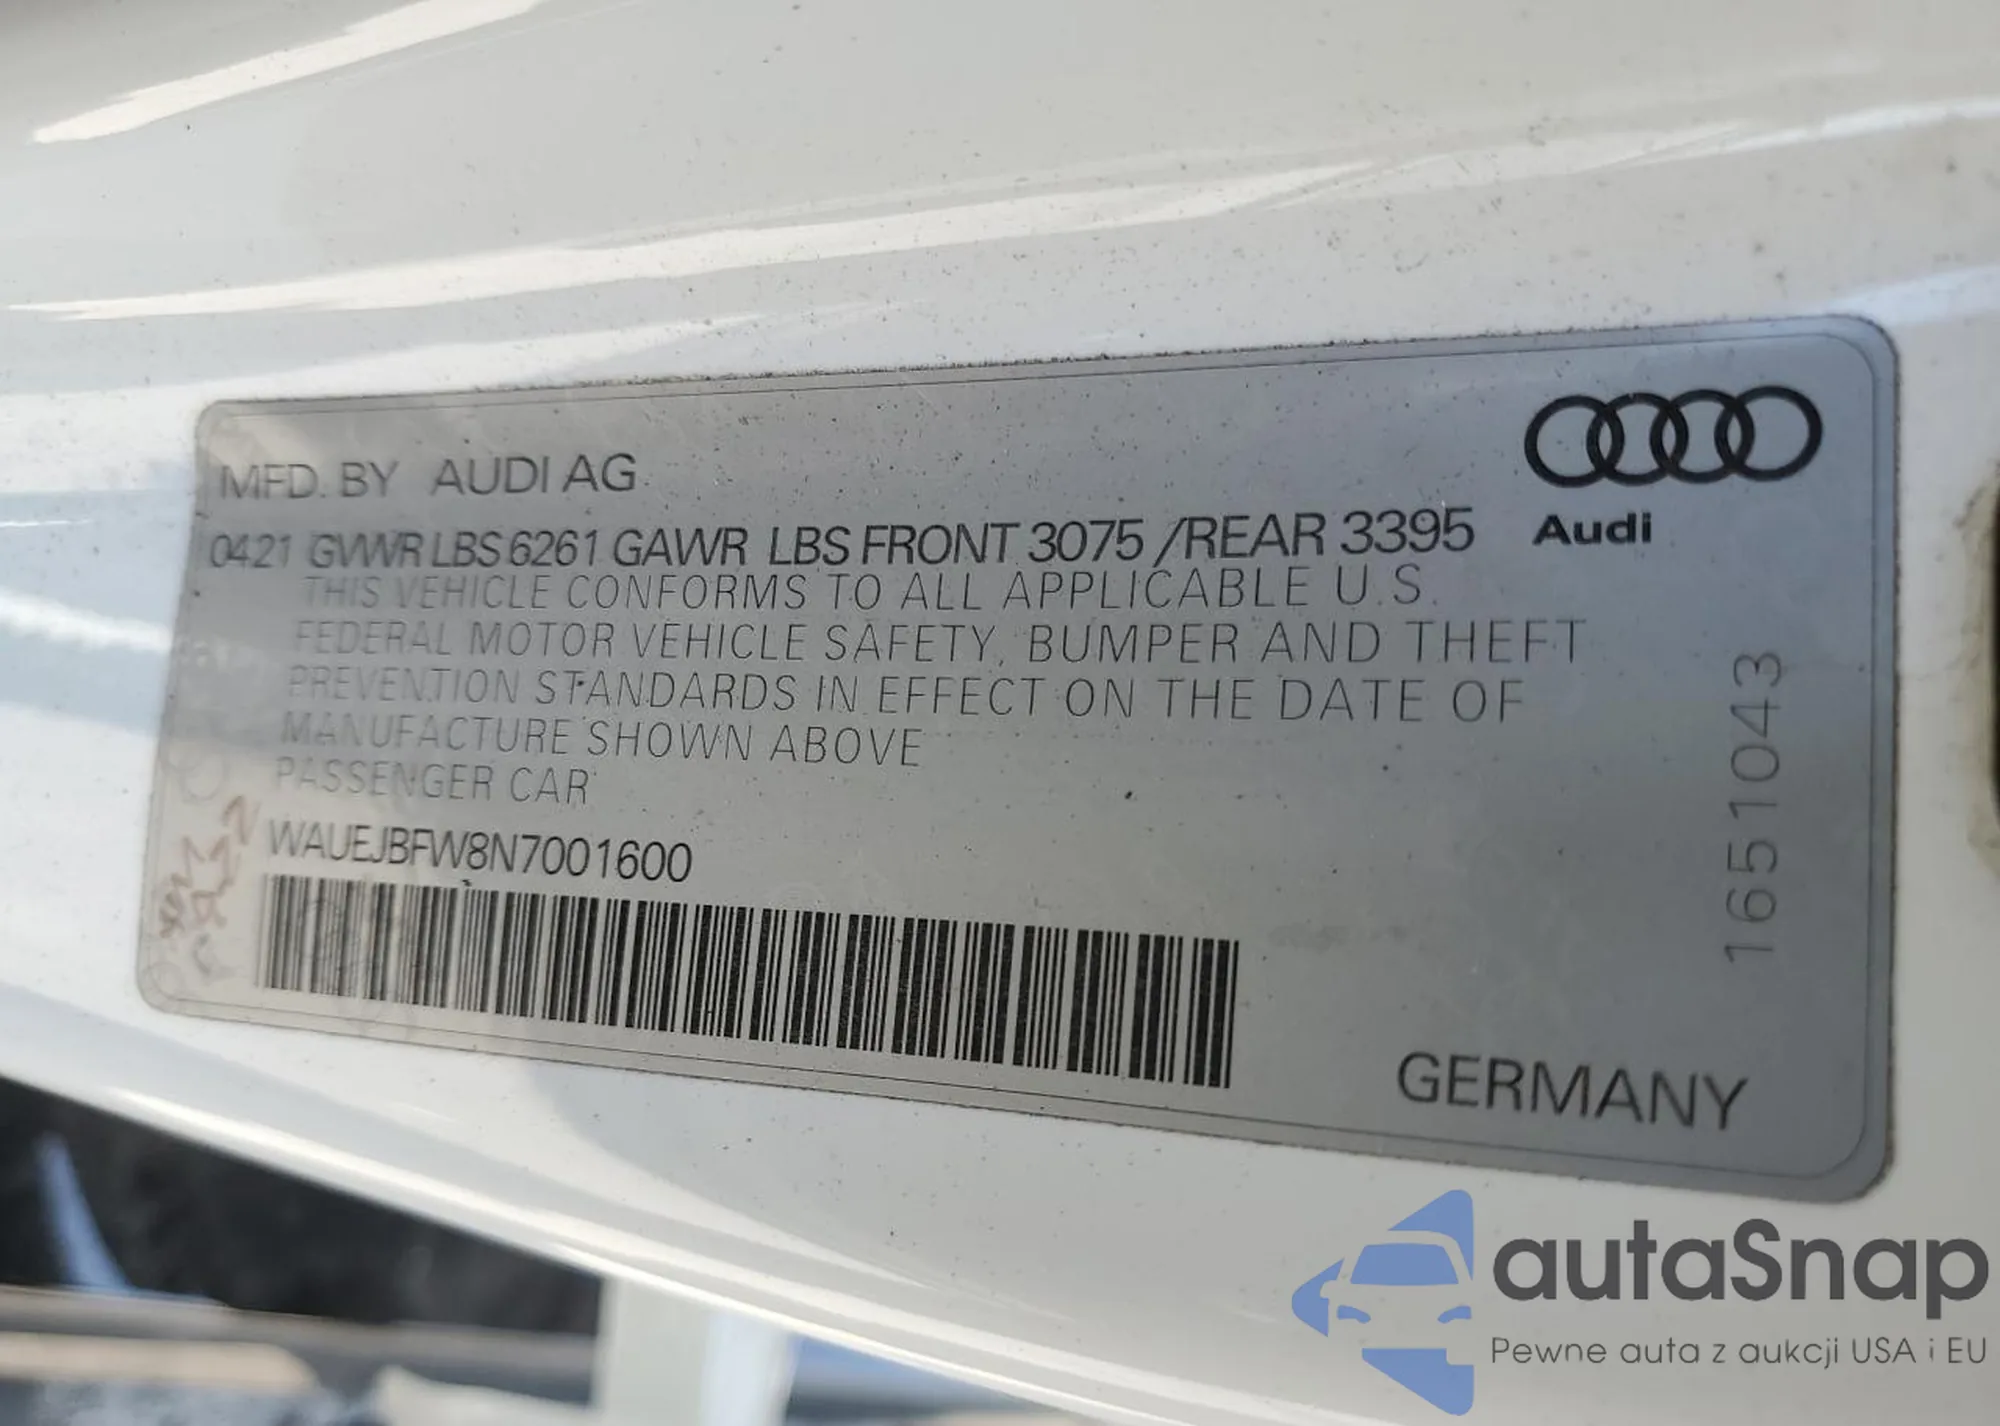 MFD. BY AUDI AG
0421 GVWR LBS 6261 GAWR LBS FRONT 3075 /REAR 3395
Audi
THIS VEHICLE CONFORMS TO ALL APPLICABLE U.S.
FEDERAL MOTOR VEHICLE SAFETY, BUMPER AND THEFT
PREVENTION STANDARDS IN EFFECT ON THE DATE OF
MANUFACTURE SHOWN ABOVE
PASSENGER CAR
WAUEJBFW8N7001600
1651043
GERMANY
autaSnap
Pewne auta z aukcji USA i EU